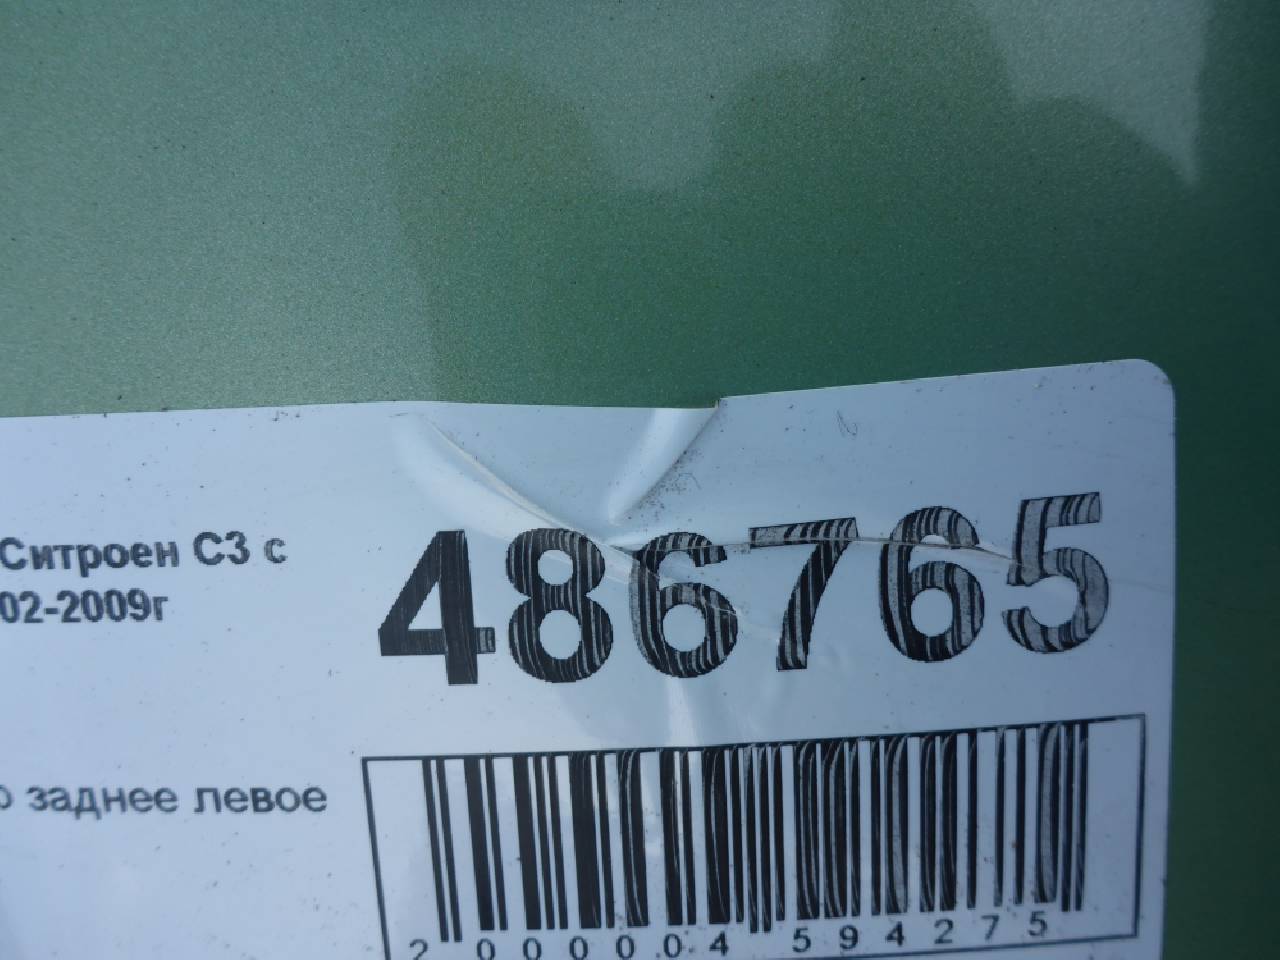 Ситроен С3 с
02-2009г
486765
заднее левое
2 000004 594275